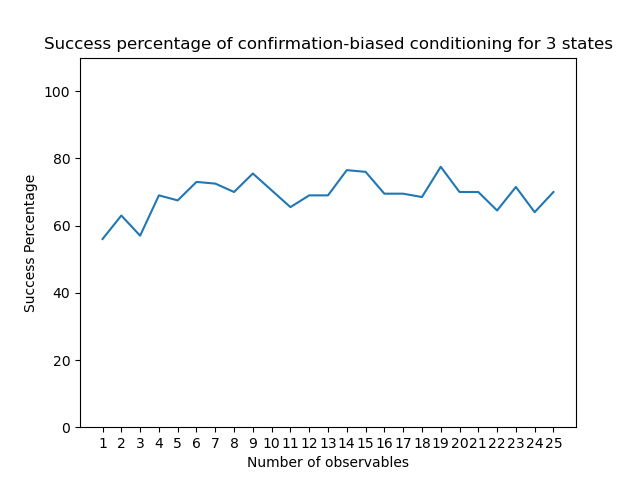 Success percentage of confirmation-biased conditioning for 3 states
100
80
60
40
20
0
Success Percentage
1 2 3 4 5 6 7 8 9 10 11 12 13 14 15 16 17 18 19 20 21 22 23 24 25
Number of observables